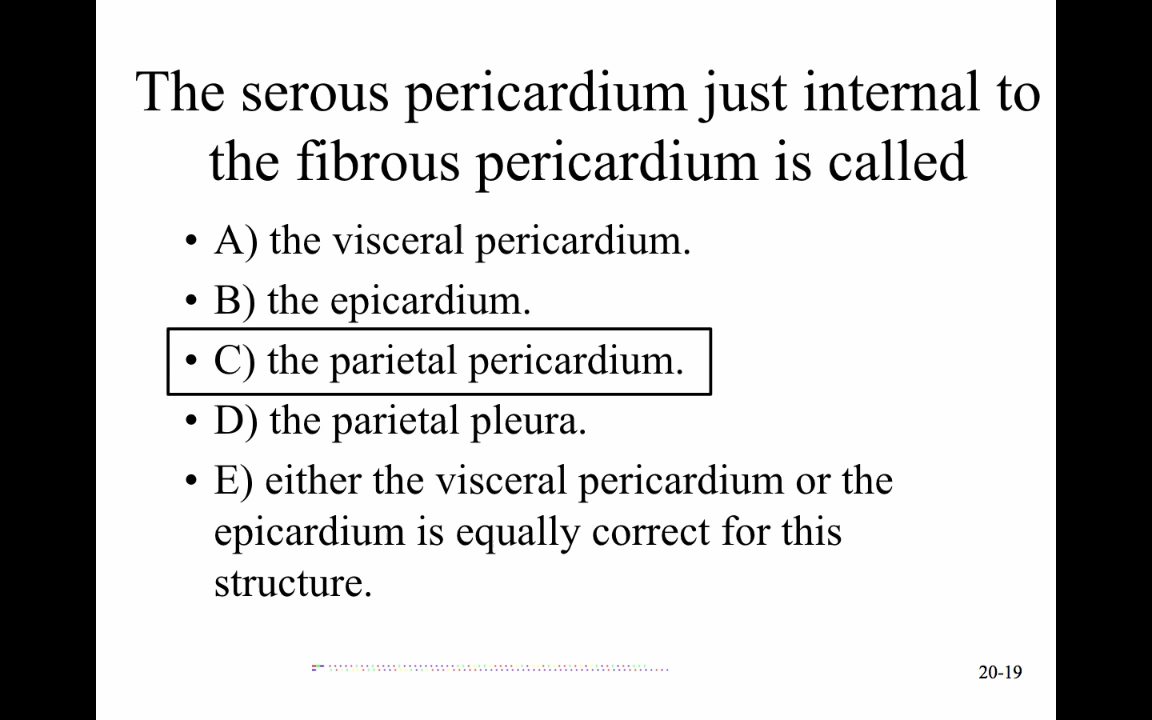 The serous pericardium just internal to
the fibrous pericardium is called
• A) the visceral pericardium.
• B) the epicardium.
• C) the parietal pericardium.
• D) the parietal pleura.
• E) either the visceral pericardium or the
epicardium is equally correct for this
structure.
20-19